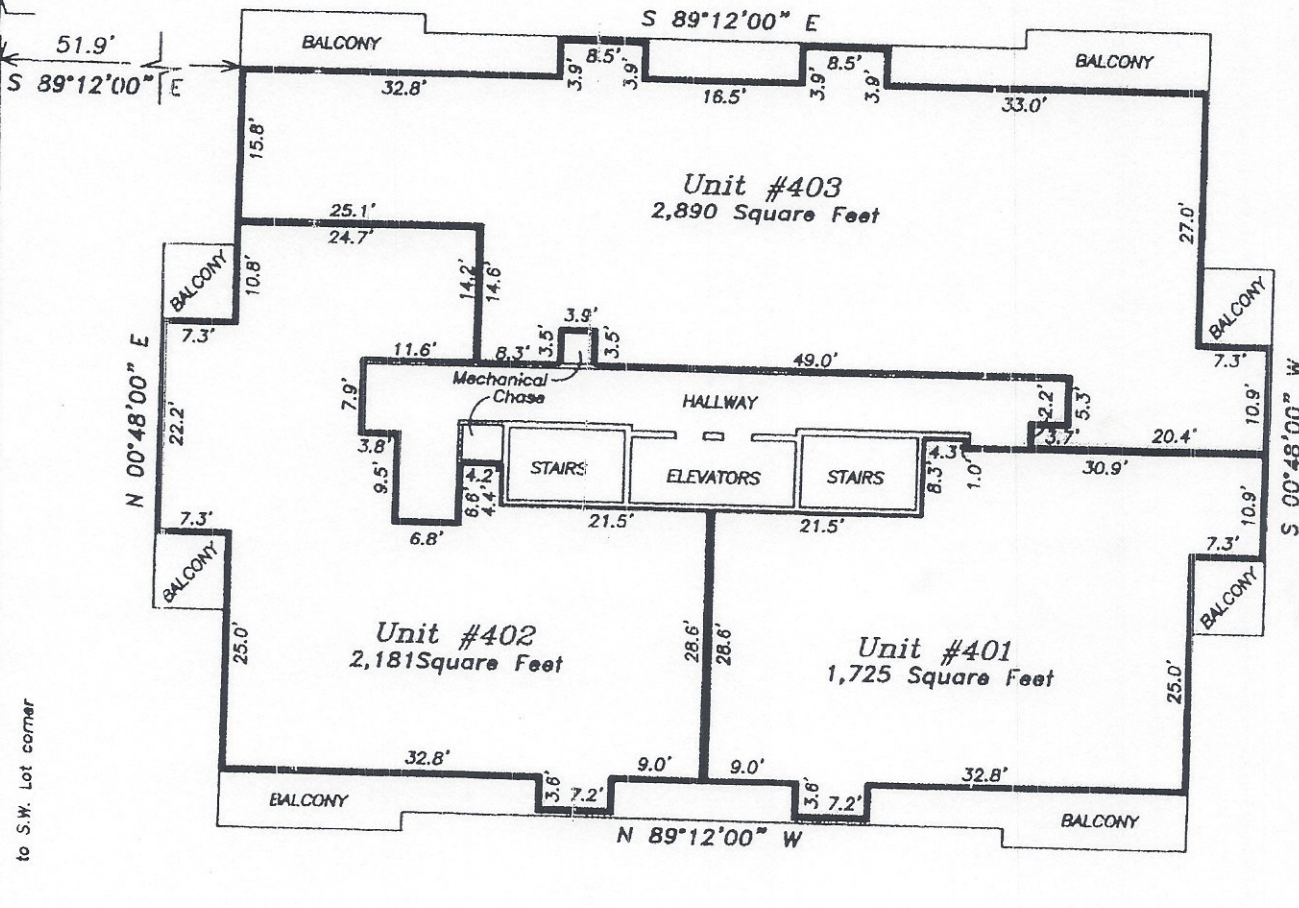 S 89°12'00" E
51.9'
S 89°12'00" E
BALCONY
BALCONY
8.5'
3.9'
3.9'
8.5'
3.9'
3.9'
32.8'
16.5'
33.0'
15.8'
Unit #403
2,890 Square Feet
27.0'
25.1'
24.7'
BALCONY
10.8'
14.2'
14.6'
BALCONY
7.3'
3.9'
3.5'
3.5'
7.3'
N 00°48'00" E
11.6'
8.3'
49.0'
Mechanical
Chase
7.9'
HALLWAY
2.2'
5.3'
10.9'
S 00°48'00" W
22.2'
3.8'
3.7'
20.4'
STAIRS
ELEVATORS
STAIRS
4.3'
30.9'
9.5'
4.2
6.6'
4.4'
8.3'
1.0'
10.9'
7.3'
6.8'
21.5'
21.5'
7.3'
BALCONY
BALCONY
Unit #402
2,181Square Feet
25.0'
28.6'
28.6'
Unit #401
1,725 Square Feet
25.0'
32.8'
9.0'
9.0'
32.8'
3.6'
7.2'
3.6'
7.2'
BALCONY
BALCONY
N 89°12'00" W
to S.W. Lot corner